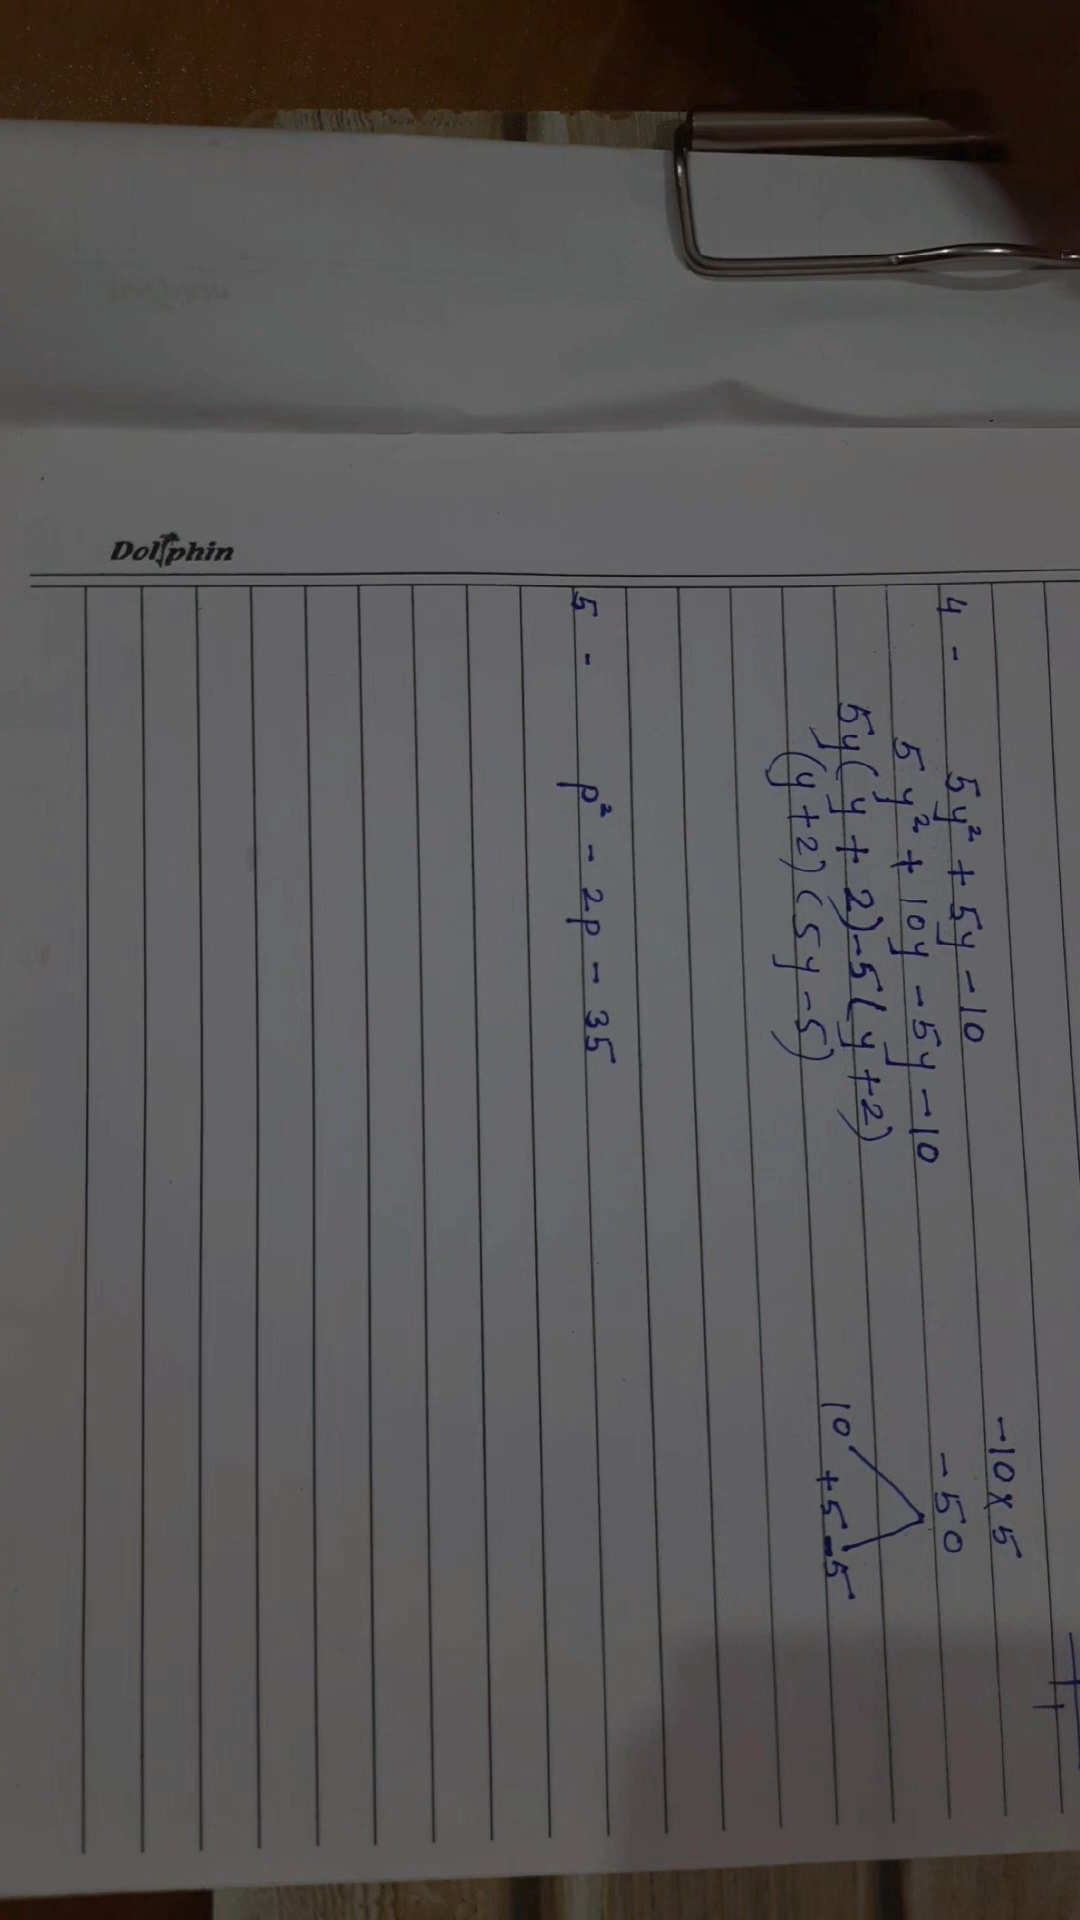 Dolphin
-10 x 5
4 - 5y² + 5y - 10
-50
5y² + 10y - 5y - 10
5y(y + 2) - 5(y + 2)
10 +5 -5
(y + 2)(5y - 5)
5 - p² - 2p - 35